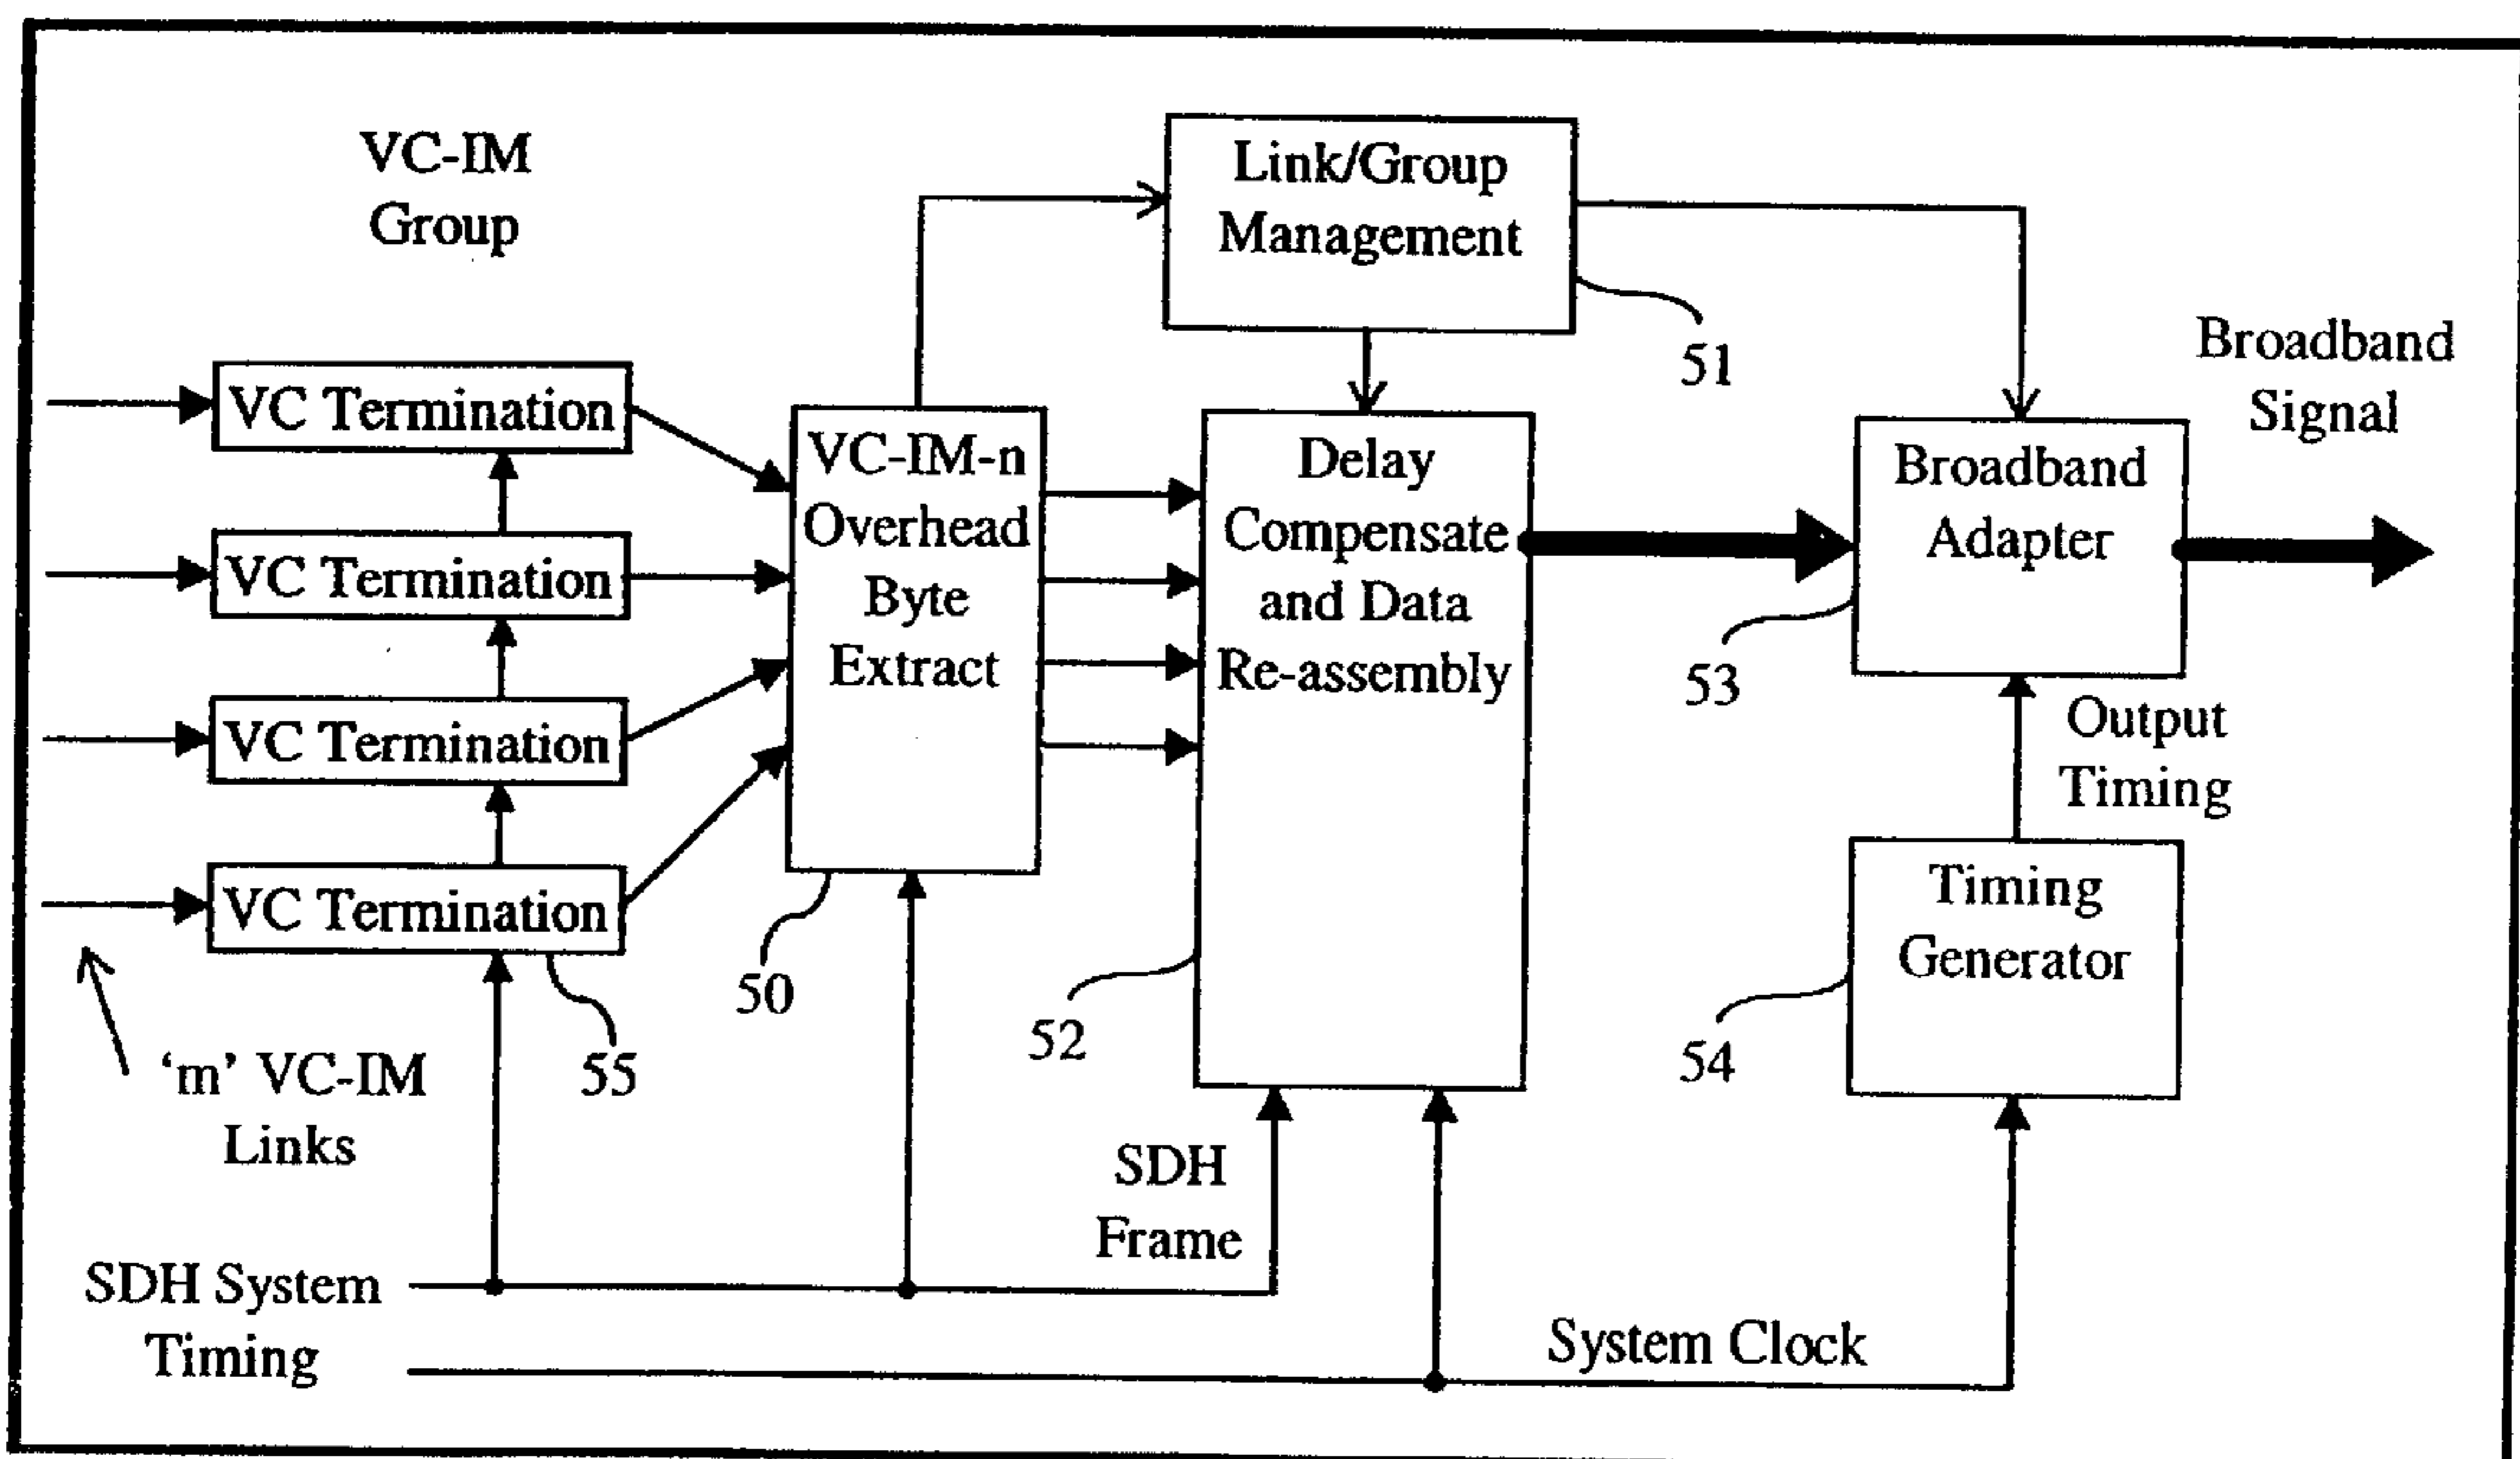 VC-IM
Group
Link/Group
Management
51
Broadband
Signal
VC Termination
VC Termination
VC Termination
VC Termination
VC-IM-n
Overhead
Byte
Extract
Delay
Compensate
and Data
Re-assembly
Broadband
Adapter
53
Output
Timing
Timing
Generator
50
52
54
55
'm' VC-IM
Links
SDH
Frame
SDH System
Timing
System Clock